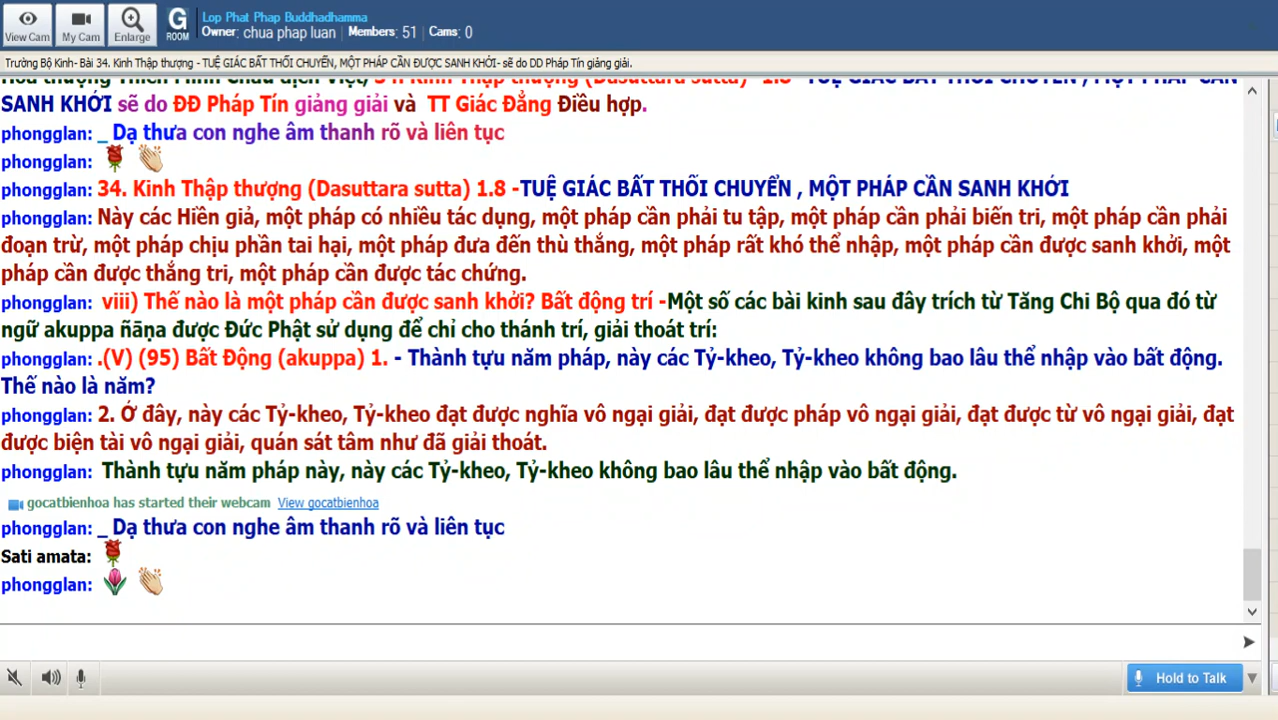 View Cam
My Cam
Enlarge
G
ROOM
Lop Phat Phap Buddhadhamma
Owner: chua phap luan | Members: 51 | Cams: 0
Trường Bộ Kinh- Bài 34. Kinh Thập thượng - TUỆ GIÁC BẤT THỐI CHUYỂN, MỘT PHÁP CẦN ĐƯỢC SANH KHỞI- sẽ do DD Pháp Tín giảng giải.
SANH KHỞI sẽ do ĐĐ Pháp Tín giảng giải và TT Giác Đẳng Điều hợp.
phongglan: _ Dạ thưa con nghe âm thanh rõ và liên tục
phongglan:
phongglan: 34. Kinh Thập thượng (Dasuttara sutta) 1.8 -TUỆ GIÁC BẤT THỐI CHUYỂN , MỘT PHÁP CẦN SANH KHỞI
phongglan: Này các Hiền giả, một pháp có nhiều tác dụng, một pháp cần phải tu tập, một pháp cần phải biến tri, một pháp cần phải
đoạn trừ, một pháp chịu phần tai hại, một pháp đưa đến thù thắng, một pháp rất khó thể nhập, một pháp cần được sanh khởi, một
pháp cần được thắng tri, một pháp cần được tác chứng.
phongglan: viii) Thế nào là một pháp cần được sanh khởi? Bất động trí -Một số các bài kinh sau đây trích từ Tăng Chi Bộ qua đó từ
ngữ akuppa ñāṇa được Đức Phật sử dụng để chỉ cho thánh trí, giải thoát trí:
phongglan: .(V) (95) Bất Động (akuppa) 1. - Thành tựu năm pháp, này các Tỷ-kheo, Tỷ-kheo không bao lâu thể nhập vào bất động.
Thế nào là năm?
phongglan: 2. Ở đây, này các Tỷ-kheo, Tỷ-kheo đạt được nghĩa vô ngại giải, đạt được pháp vô ngại giải, đạt được từ vô ngại giải, đạt
được biện tài vô ngại giải, quán sát tâm như đã giải thoát.
phongglan: Thành tựu năm pháp này, này các Tỷ-kheo, Tỷ-kheo không bao lâu thể nhập vào bất động.
gocatbienhoa has started their webcam View gocatbienhoa
phongglan: _ Dạ thưa con nghe âm thanh rõ và liên tục
Sati amata:
phongglan:
Hold to Talk